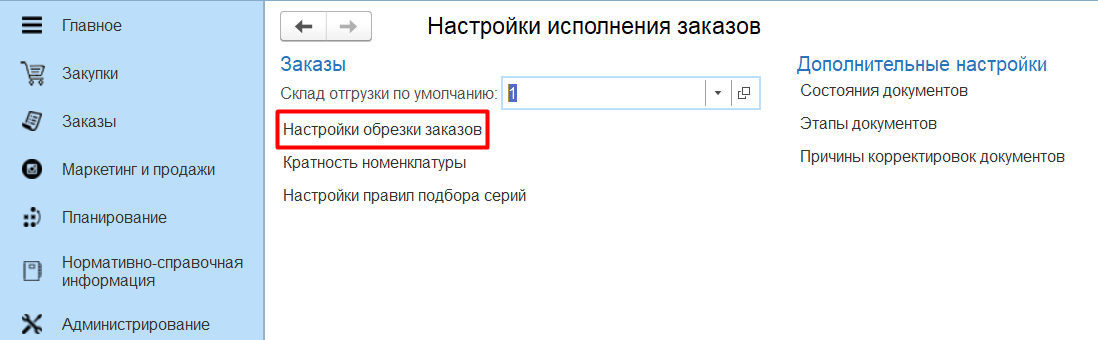 Главное
Закупки
Заказы
Маркетинг и продажи
Планирование
Нормативно-справочная
информация
Администрирование
Настройки исполнения заказов
Заказы
Склад отгрузки по умолчанию: 1
Настройки обрезки заказов
Кратность номенклатуры
Настройки правил подбора серий
Дополнительные настройки
Состояния документов
Этапы документов
Причины корректировок документов